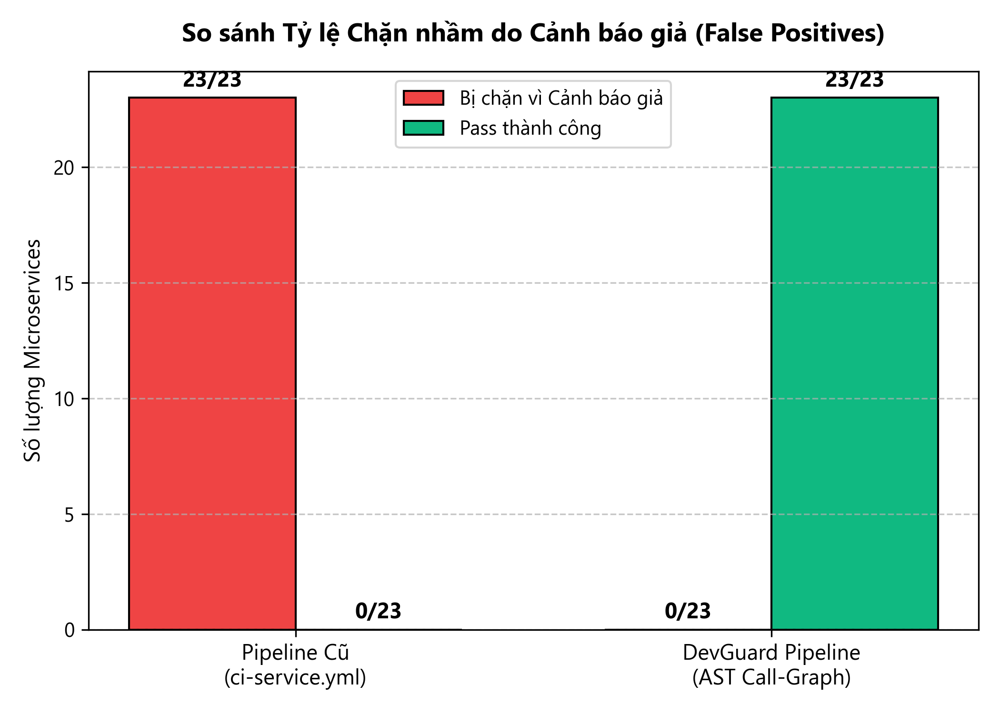 So sánh Tỷ lệ Chặn nhầm do Cảnh báo giả (False Positives)
23/23
23/23
Bị chặn vì Cảnh báo giả
Pass thành công
20
15
10
5
0
Số lượng Microservices
0/23
0/23
Pipeline Cũ
(ci-service.yml)
DevGuard Pipeline
(AST Call-Graph)